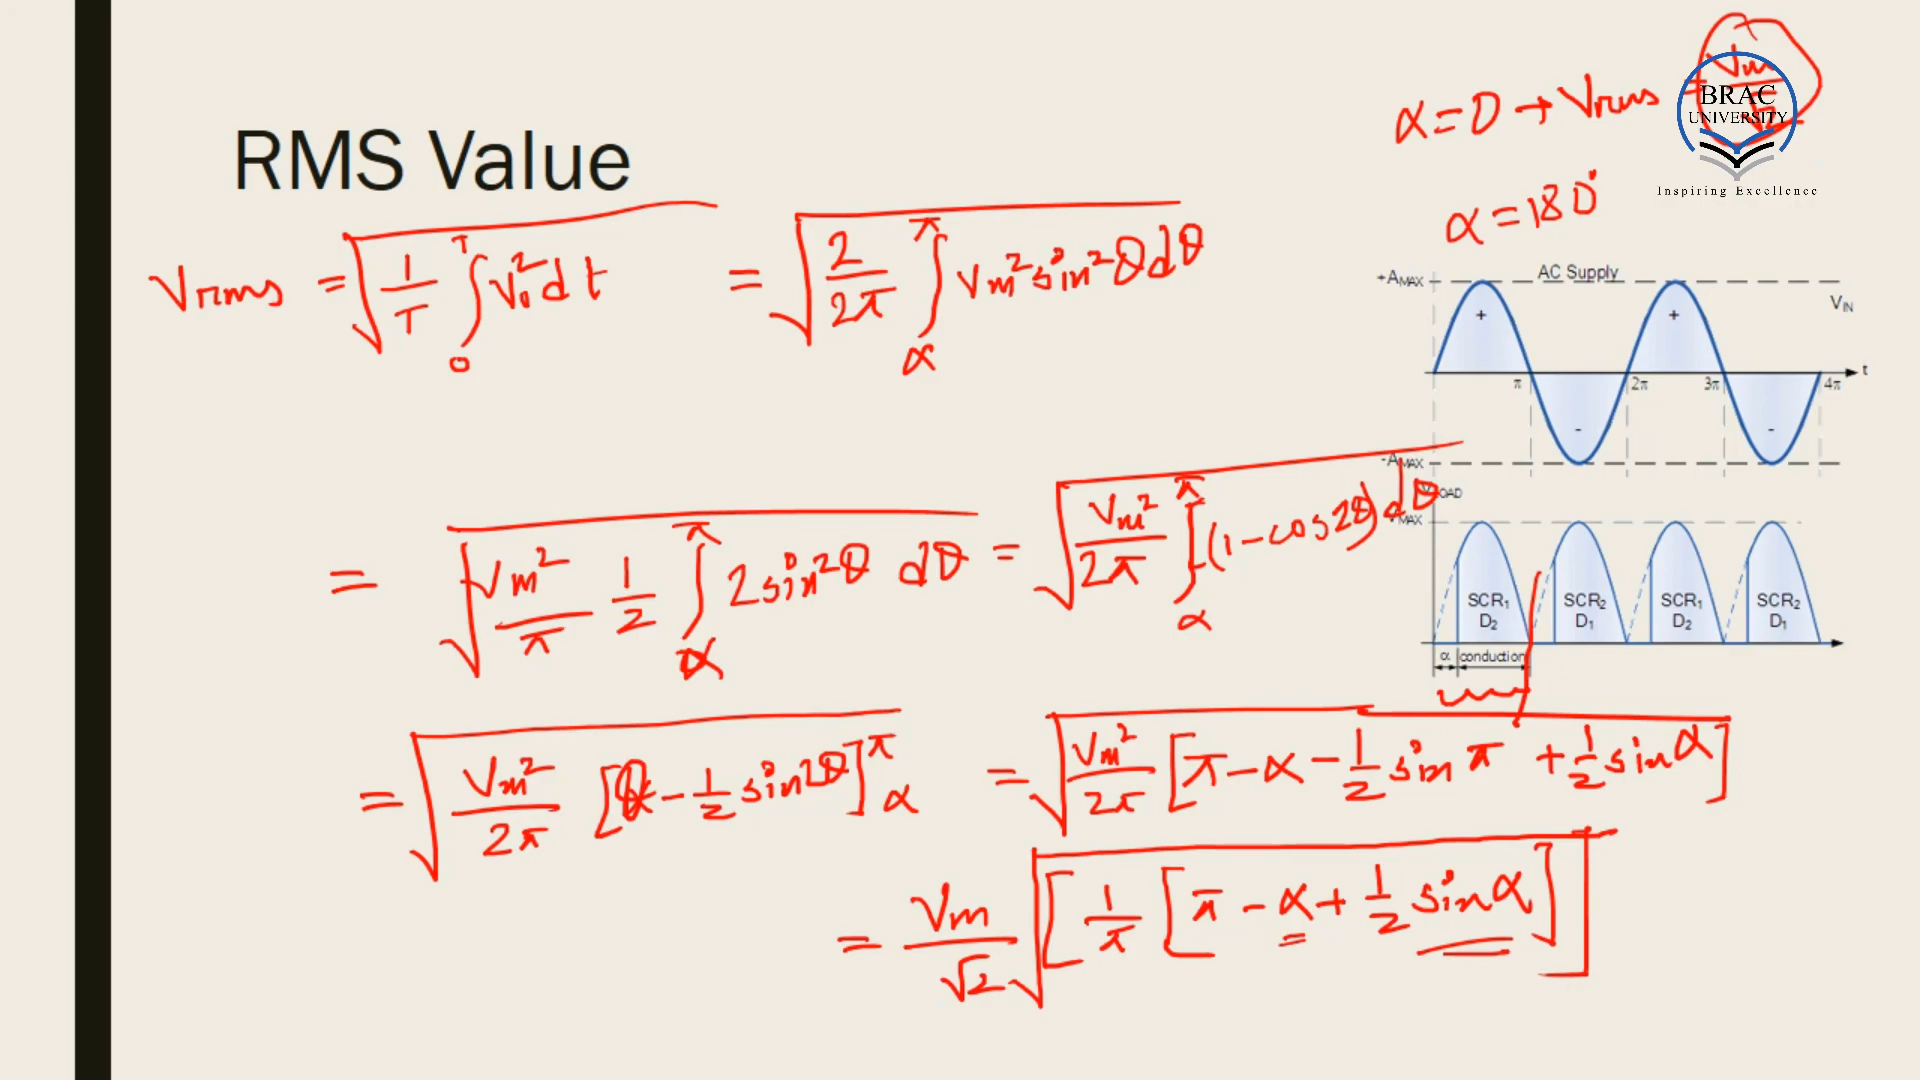 RMS Value
α = 0 → Vrms = Vm/√2
BRAC
UNIVERSITY
Inspiring Excellence
α = 180°
Vrms = √(1/T ∫₀ᵀ V₀² dt) = √(2/2π ∫_α^π Vm² sin²θ dθ)
= √(Vm²/π 1/2 ∫_α^π 2sin²θ dθ) = √(Vm²/2π ∫_α^π (1 - cos2θ) dθ)
= √(Vm²/2π [θ - 1/2 sin2θ]_α^π) = √(Vm²/2π [π - α - 1/2 sin π + 1/2 sin α])
= Vm/√2 √[1/π [π - α + 1/2 sin α]]
AC Supply
+AMAX
VIN
+ +
t
π 2π 3π 4π
- -
-AMAX
SCR₁ SCR₂ SCR₁ SCR₂
D₂ D₁ D₂ D₁
α conduction